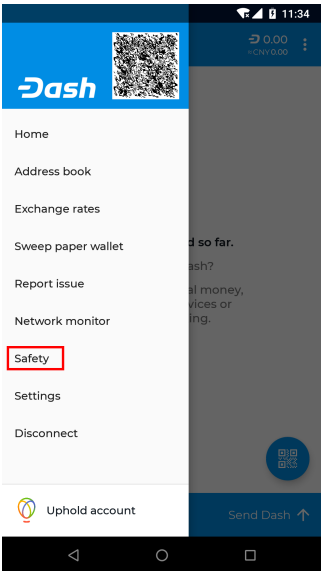 11:34
Dash
0.00
≈CNY 0.00
Home
Address book
Exchange rates
Sweep paper wallet
d so far.
ash?
Report issue
al money,
vices or
Network monitor
ing.
Safety
Settings
Disconnect
Uphold account
Send Dash